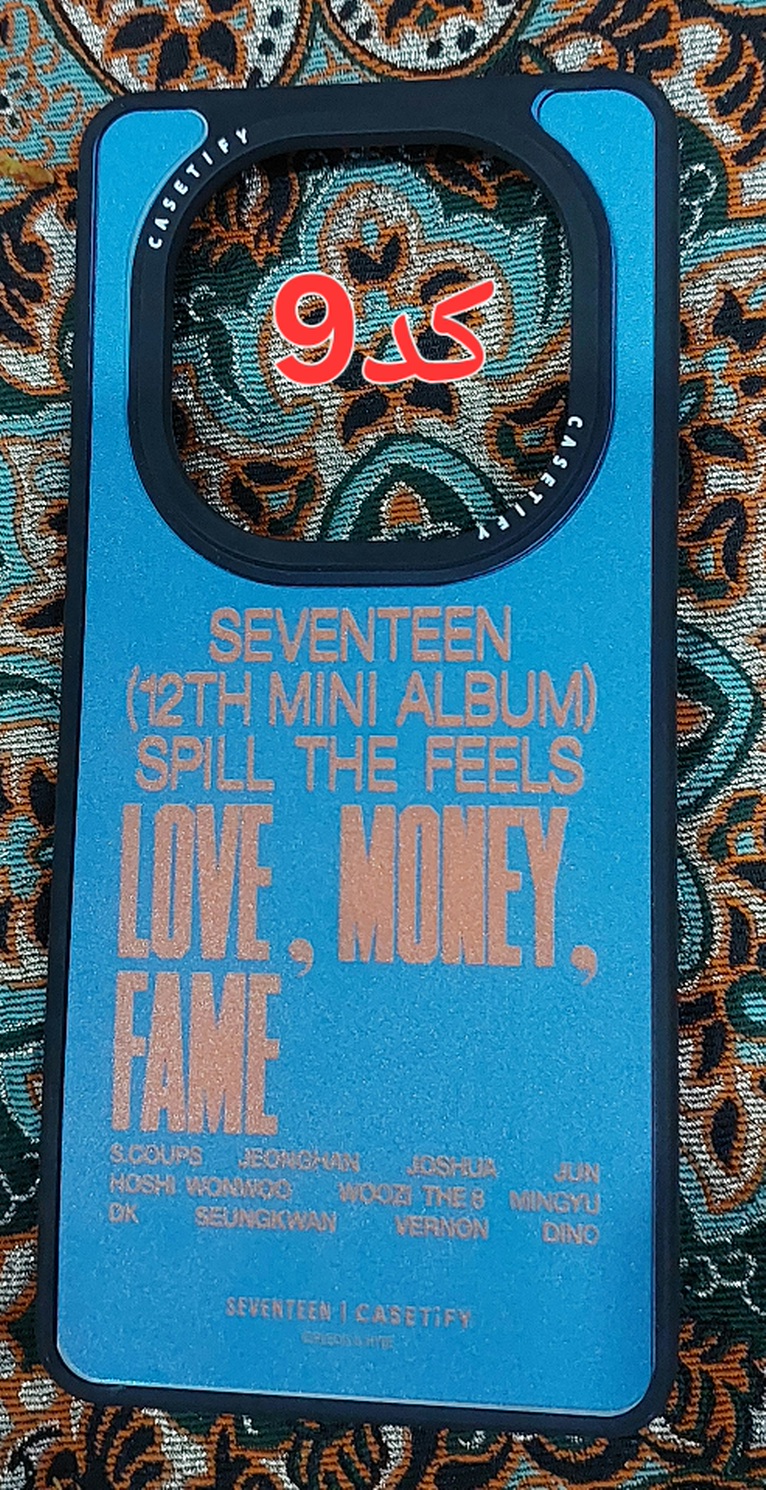 CASETIFY
کد9
CASETIFY
SEVENTEEN
(12TH MINI ALBUM)
SPILL THE FEELS
LOVE, MONEY,
FAME
S.COUPS JEONGHAN JOSHUA JUN
HOSHI WONWOO WOOZI THE 8 MINGYU
DK SEUNGKWAN VERNON DINO
SEVENTEEN | CASETiFY